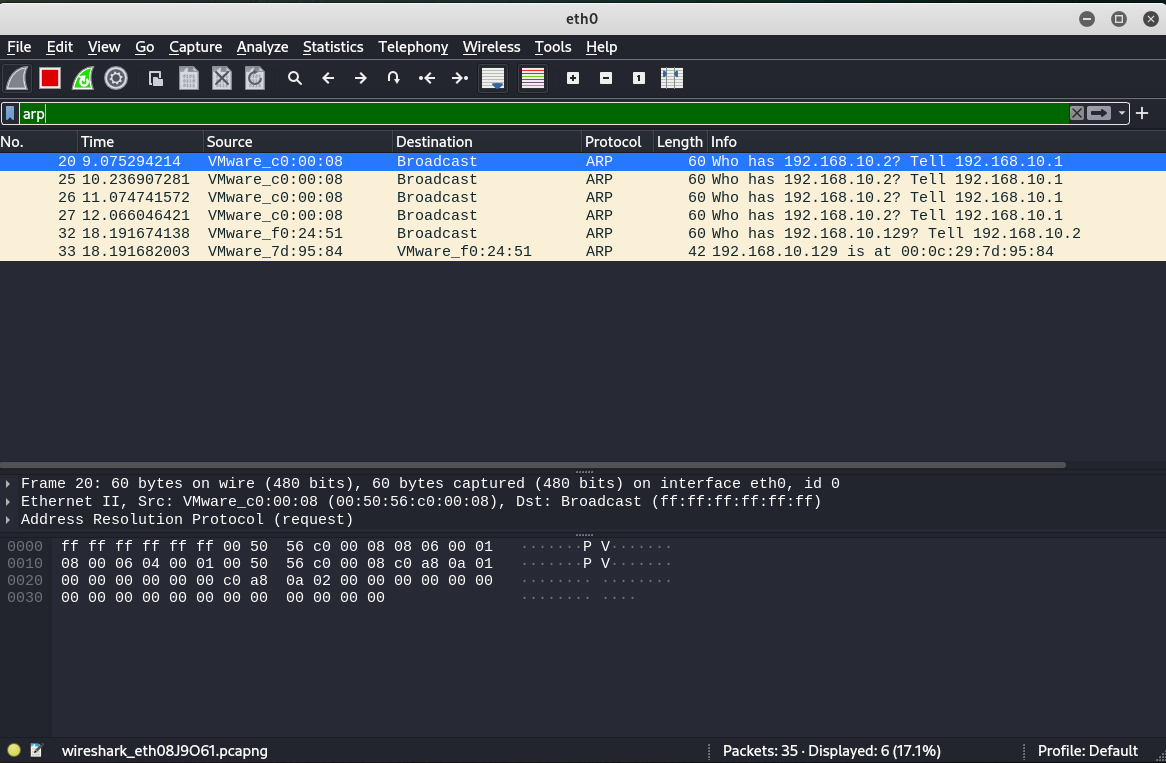 eth0
File Edit View Go Capture Analyze Statistics Telephony Wireless Tools Help
arp
No. Time Source Destination Protocol Length Info
20 9.075294214 VMware_c0:00:08 Broadcast ARP 60 Who has 192.168.10.2? Tell 192.168.10.1
25 10.236907281 VMware_c0:00:08 Broadcast ARP 60 Who has 192.168.10.2? Tell 192.168.10.1
26 11.074741572 VMware_c0:00:08 Broadcast ARP 60 Who has 192.168.10.2? Tell 192.168.10.1
27 12.066046421 VMware_c0:00:08 Broadcast ARP 60 Who has 192.168.10.2? Tell 192.168.10.1
32 18.191674138 VMware_f0:24:51 Broadcast ARP 60 Who has 192.168.10.129? Tell 192.168.10.2
33 18.191682003 VMware_7d:95:84 VMware_f0:24:51 ARP 42 192.168.10.129 is at 00:0c:29:7d:95:84
Frame 20: 60 bytes on wire (480 bits), 60 bytes captured (480 bits) on interface eth0, id 0
Ethernet II, Src: VMware_c0:00:08 (00:50:56:c0:00:08), Dst: Broadcast (ff:ff:ff:ff:ff:ff)
Address Resolution Protocol (request)
0000 ff ff ff ff ff ff 00 50 56 c0 00 08 08 06 00 01 ·······P V·······
0010 08 00 06 04 00 01 00 50 56 c0 00 08 c0 a8 0a 01 ·······P V·······
0020 00 00 00 00 00 00 c0 a8 0a 02 00 00 00 00 00 00 ········ ········
0030 00 00 00 00 00 00 00 00 00 00 00 00 ········ ····
wireshark_eth08J9O61.pcapng Packets: 35 · Displayed: 6 (17.1%) Profile: Default